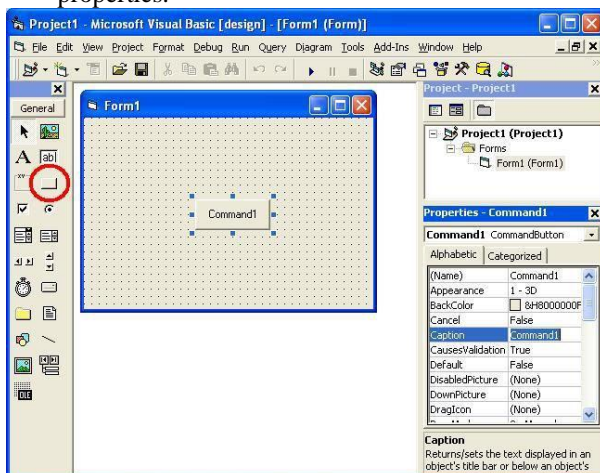 properties.
Project1 - Microsoft Visual Basic [design] - [Form1 (Form)]
File Edit View Project Format Debug Run Query Diagram Tools Add-Ins Window Help
General
A ab|
XY
OLE
Form1
Command1
Project - Project1
Project1 (Project1)
Forms
Form1 (Form1)
Properties - Command1
Command1 CommandButton
Alphabetic Categorized
(Name) Command1
Appearance 1 - 3D
BackColor &H8000000F
Cancel False
Caption Command1
CausesValidation True
Default False
DisabledPicture (None)
DownPicture (None)
DragIcon (None)
Caption
Returns/sets the text displayed in an
object's title bar or below an object's